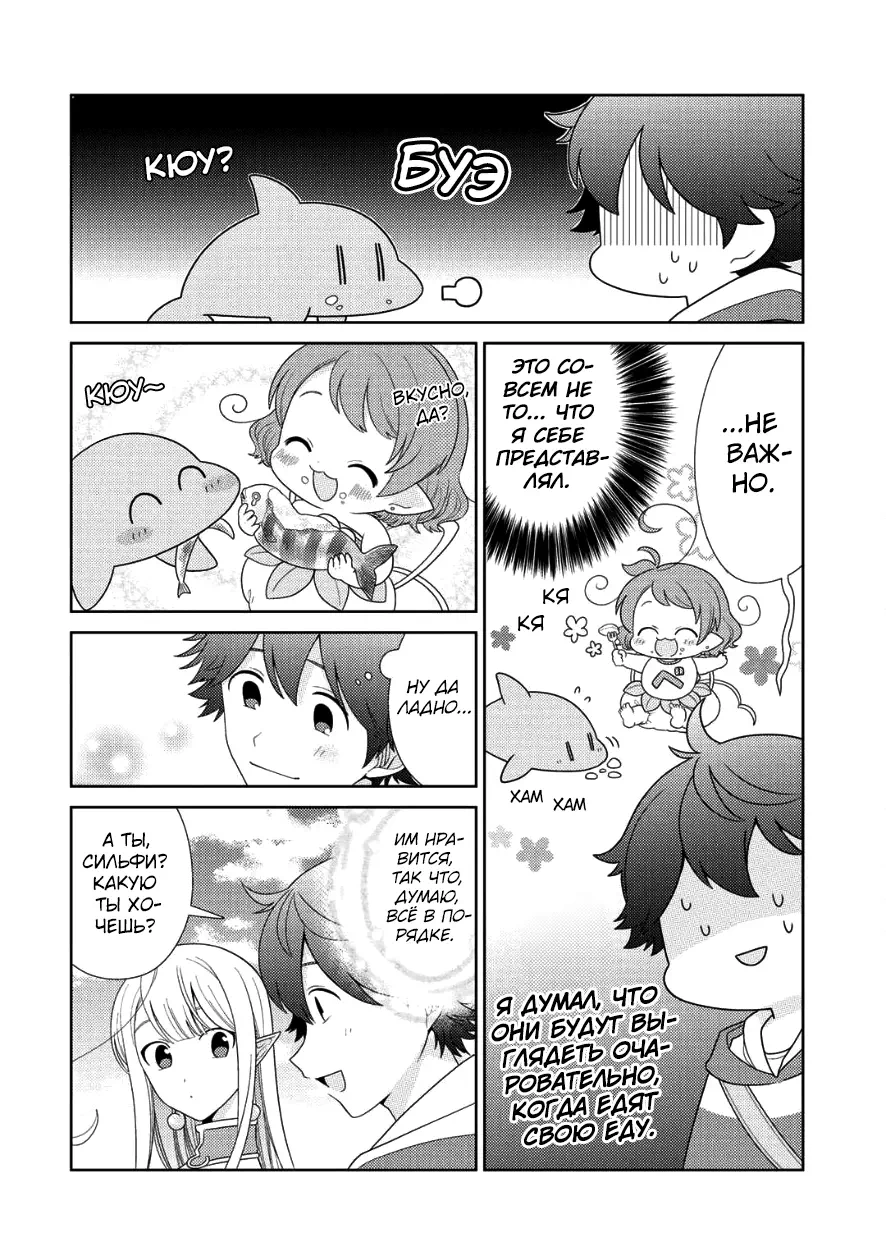 БУЭ
КЮУ?
...НЕ
ВАЖ-
НО.
ЭТО СО-
ВСЕМ НЕ
ТО... ЧТО
Я СЕБЕ
ПРЕДСТАВ-
ЛЯЛ.
КЯ
КЯ
ХАМ
ХАМ
Я ДУМАЛ, ЧТО
ОНИ БУДУТ ВЫ-
ГЛЯДЕТЬ ОЧА-
РОВАТЕЛЬНО,
КОГДА ЕДЯТ
СВОЮ ЕДУ.
ВКУСНО,
ДА?
КЮУ~
НУ ДА
ЛАДНО...
ИМ НРА-
ВИТСЯ,
ТАК ЧТО,
ДУМАЮ,
ВСЁ В ПО-
РЯДКЕ.
А ТЫ,
СИЛЬФИ?
КАКУЮ
ТЫ ХО-
ЧЕШЬ?